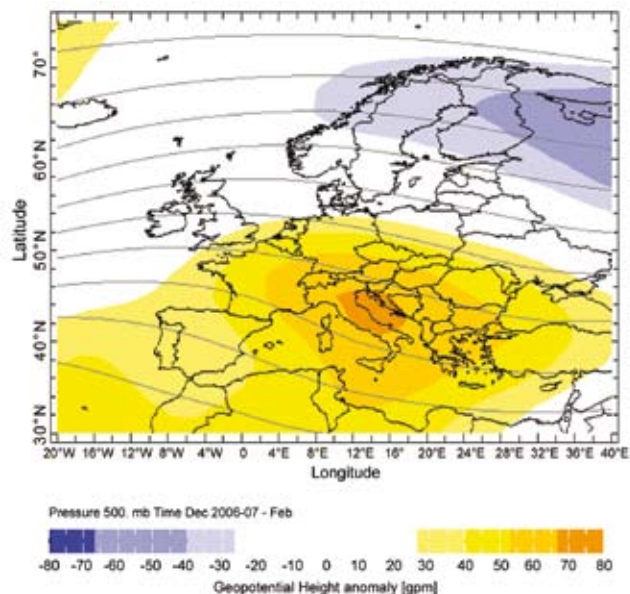 70°
60°N
50°N
40°N
30°N
Latitude
20°W 16°W 12°W 8°W 4°W 0 4°E 8°E 12°E 16°E 20°E 24°E 28°E 32°E 36°E 40°E
Longitude
Pressure 500. mb Time Dec 2006-07 - Feb
-80 -70 -60 -50 -40 -30 -20 -10 0 10 20 30 40 50 60 70 80
Geopotential Height anomaly [gpm]